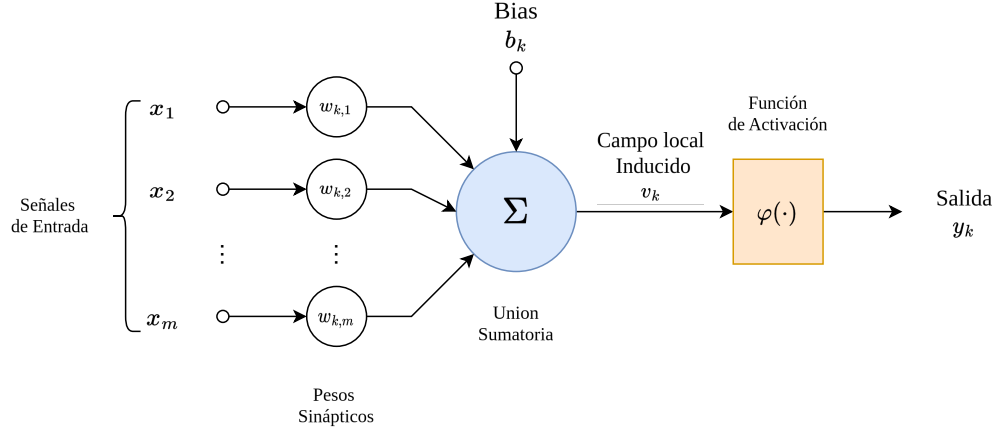 Bias
b_k
Señales
de Entrada
x_1
w_{k,1}
x_2
w_{k,2}
⋮ ⋮
x_m
w_{k,m}
Pesos
Sinápticos
Σ
Union
Sumatoria
Campo local
Inducido
v_k
Función
de Activación
φ(·)
Salida
y_k